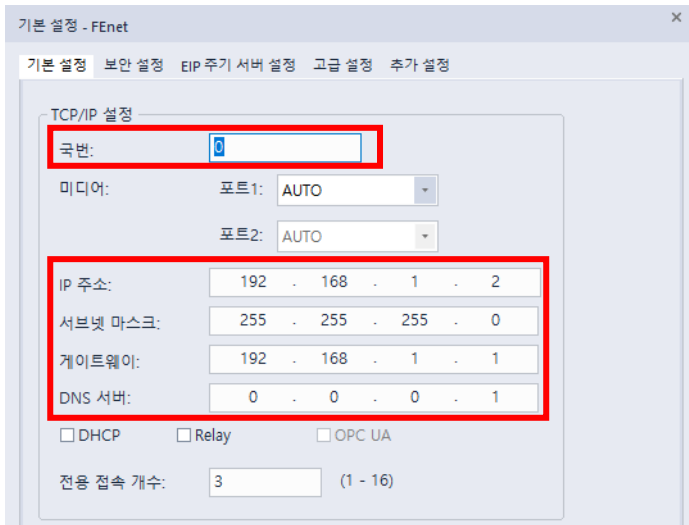 기본 설정 - FEnet
기본 설정 보안 설정 EIP 주기 서버 설정 고급 설정 추가 설정
TCP/IP 설정
국번: 0
미디어: 포트1: AUTO
포트2: AUTO
IP 주소: 192 . 168 . 1 . 2
서브넷 마스크: 255 . 255 . 255 . 0
게이트웨이: 192 . 168 . 1 . 1
DNS 서버: 0 . 0 . 0 . 1
DHCP Relay OPC UA
전용 접속 개수: 3 (1 - 16)